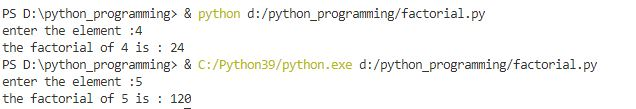 PS D:\python_programming> & python d:/python_programming/factorial.py
enter the element :4
the factorial of 4 is : 24
PS D:\python_programming> & C:/Python39/python.exe d:/python_programming/factorial.py
enter the element :5
the factorial of 5 is : 120